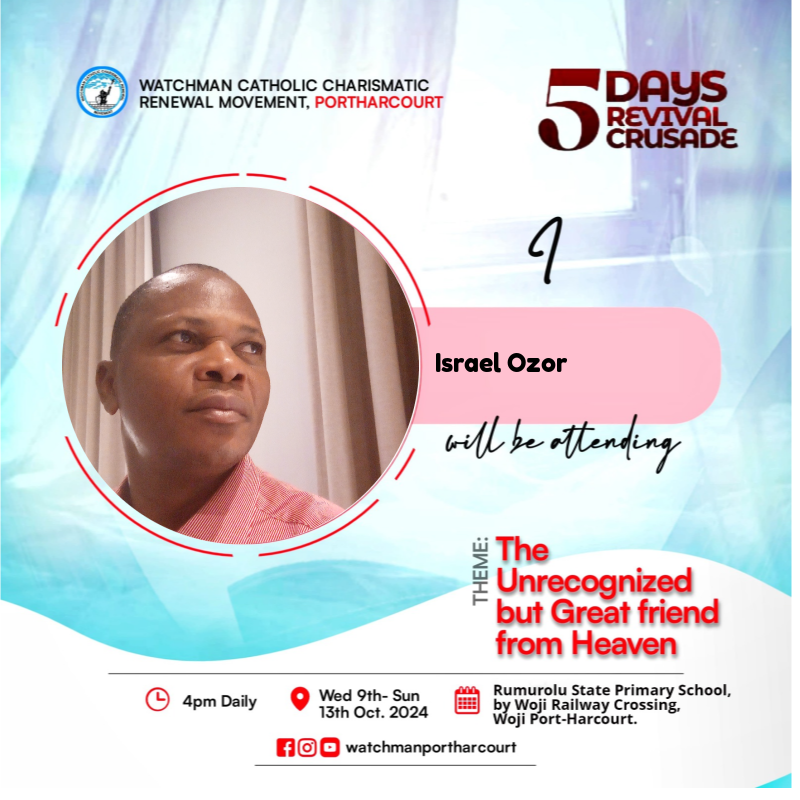 WATCHMAN CATHOLIC CHARISMATIC
RENEWAL MOVEMENT, PORTHARCOURT
5 DAYS
REVIVAL
CRUSADE
I
Israel Ozor
will be attending
THEME:
The
Unrecognized
but Great friend
from Heaven
4pm Daily
Wed 9th- Sun
13th Oct. 2024
Rumurolu State Primary School,
by Woji Railway Crossing,
Woji Port-Harcourt.
watchmanportharcourt